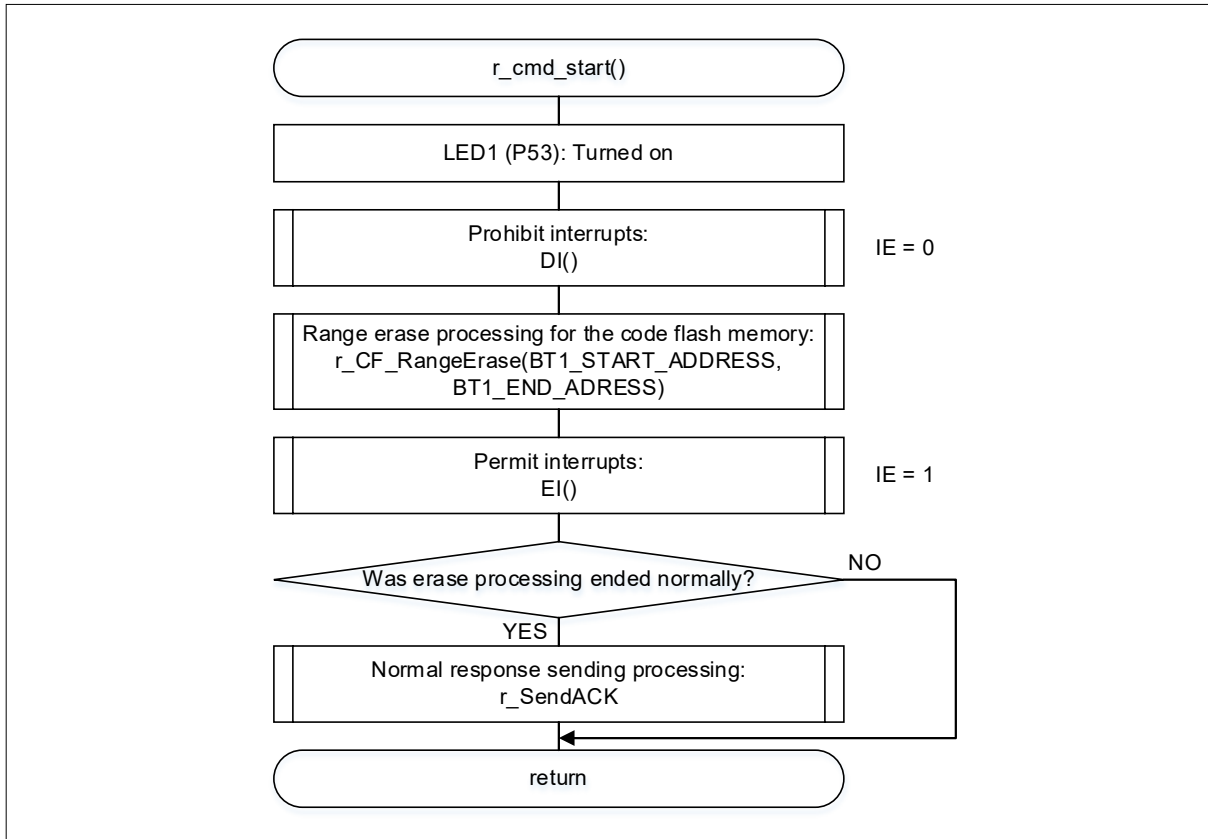 r_cmd_start()
LED1 (P53): Turned on
Prohibit interrupts:
DI()
IE = 0
Range erase processing for the code flash memory:
r_CF_RangeErase(BT1_START_ADDRESS,
BT1_END_ADRESS)
Permit interrupts:
EI()
IE = 1
Was erase processing ended normally?
NO
YES
Normal response sending processing:
r_SendACK
return